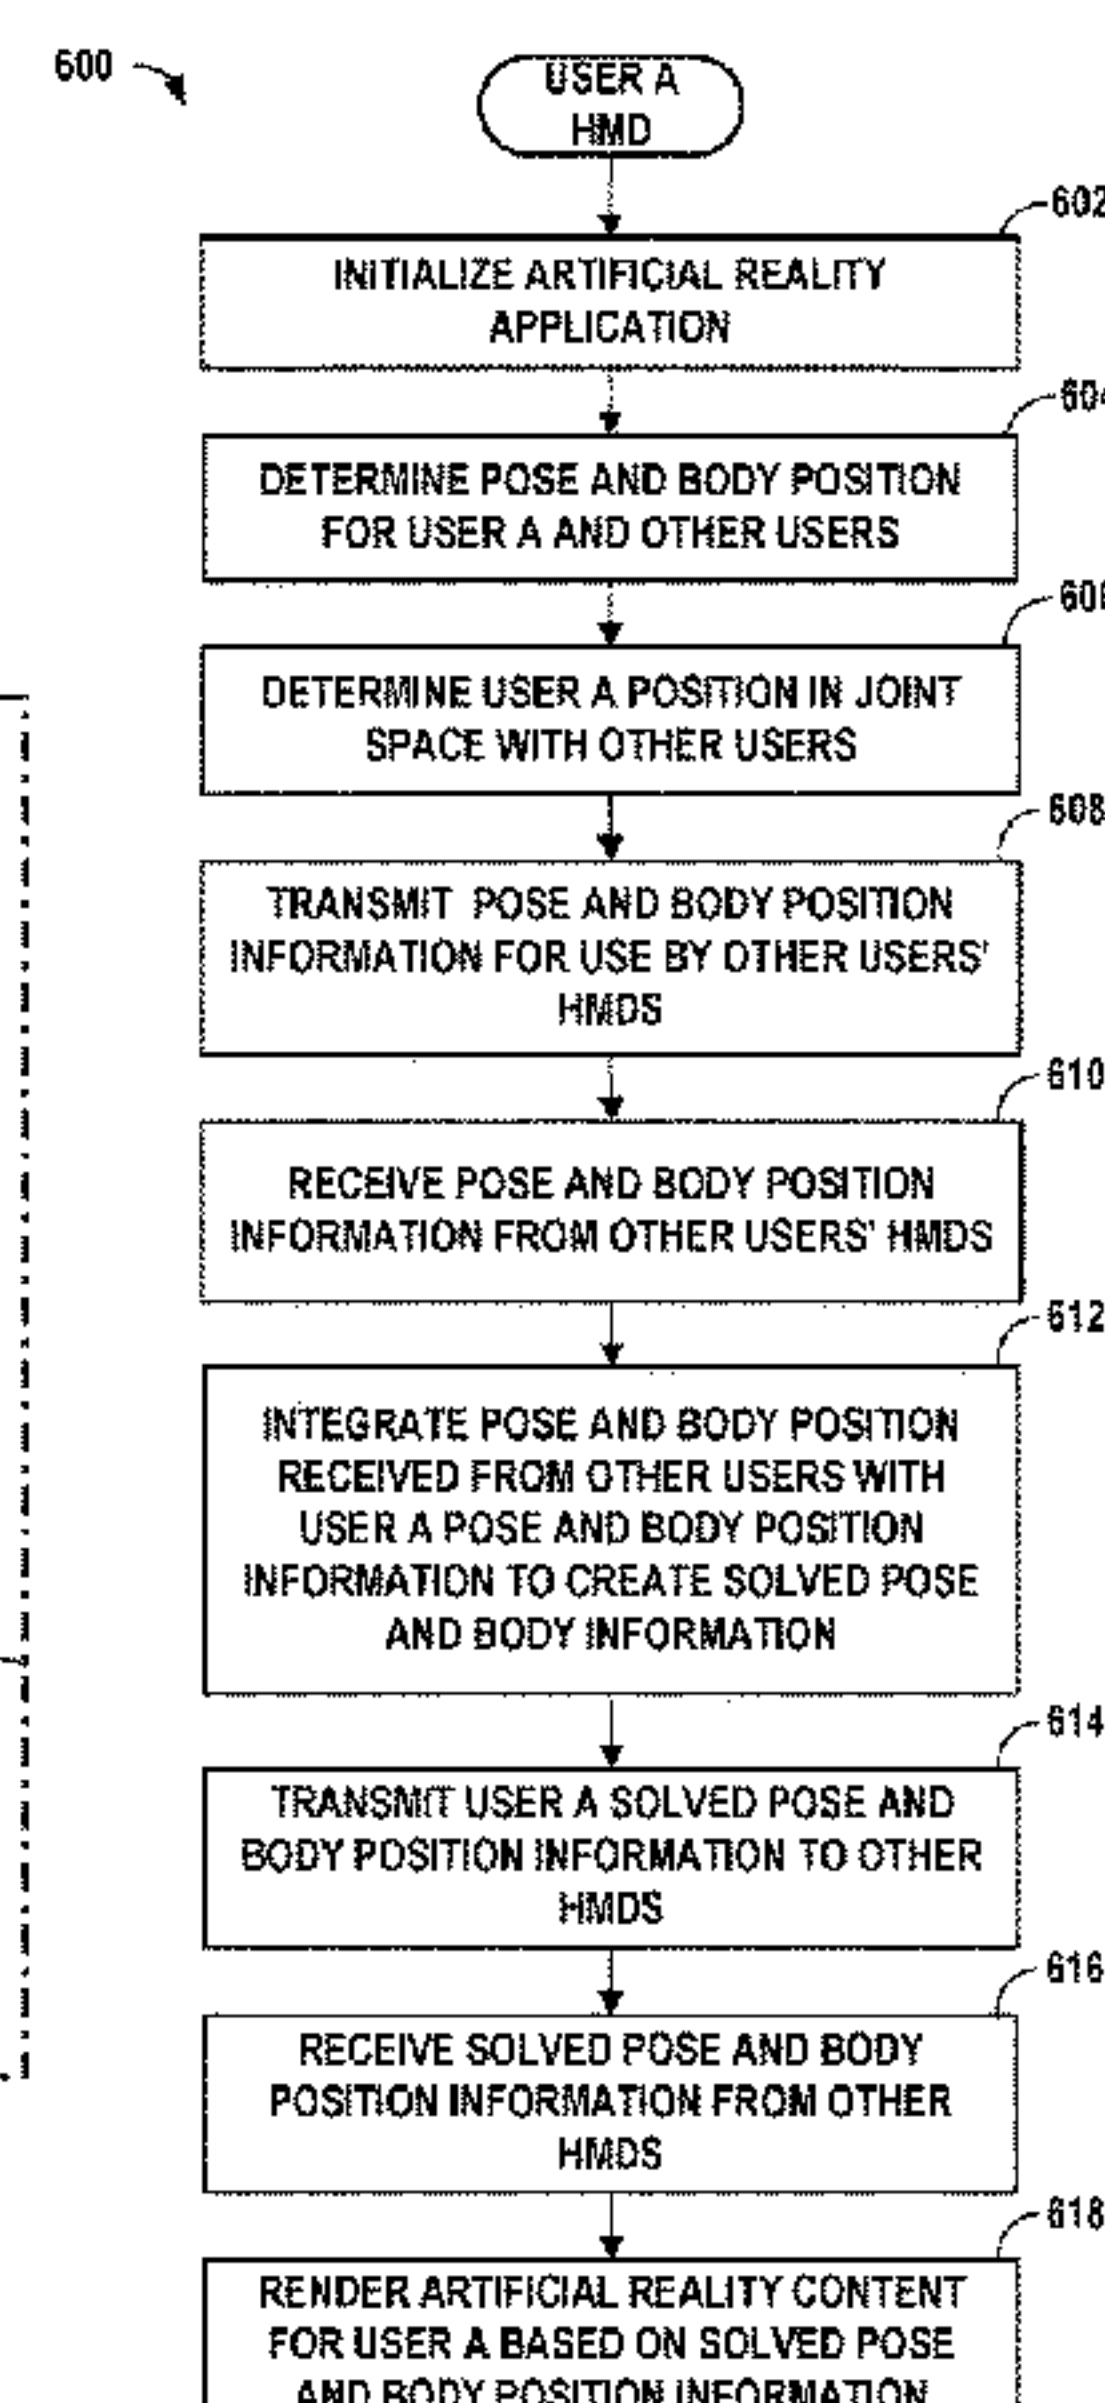 600
USER A
HMD
602
INITIALIZE ARTIFICIAL REALITY
APPLICATION
604
DETERMINE POSE AND BODY POSITION
FOR USER A AND OTHER USERS
606
DETERMINE USER A POSITION IN JOINT
SPACE WITH OTHER USERS
608
TRANSMIT POSE AND BODY POSITION
INFORMATION FOR USE BY OTHER USERS'
HMDS
610
RECEIVE POSE AND BODY POSITION
INFORMATION FROM OTHER USERS' HMDS
612
INTEGRATE POSE AND BODY POSITION
RECEIVED FROM OTHER USERS WITH
USER A POSE AND BODY POSITION
INFORMATION TO CREATE SOLVED POSE
AND BODY INFORMATION
614
TRANSMIT USER A SOLVED POSE AND
BODY POSITION INFORMATION TO OTHER
HMDS
616
RECEIVE SOLVED POSE AND BODY
POSITION INFORMATION FROM OTHER
HMDS
618
RENDER ARTIFICIAL REALITY CONTENT
FOR USER A BASED ON SOLVED POSE
AND BODY POSITION INFORMATION